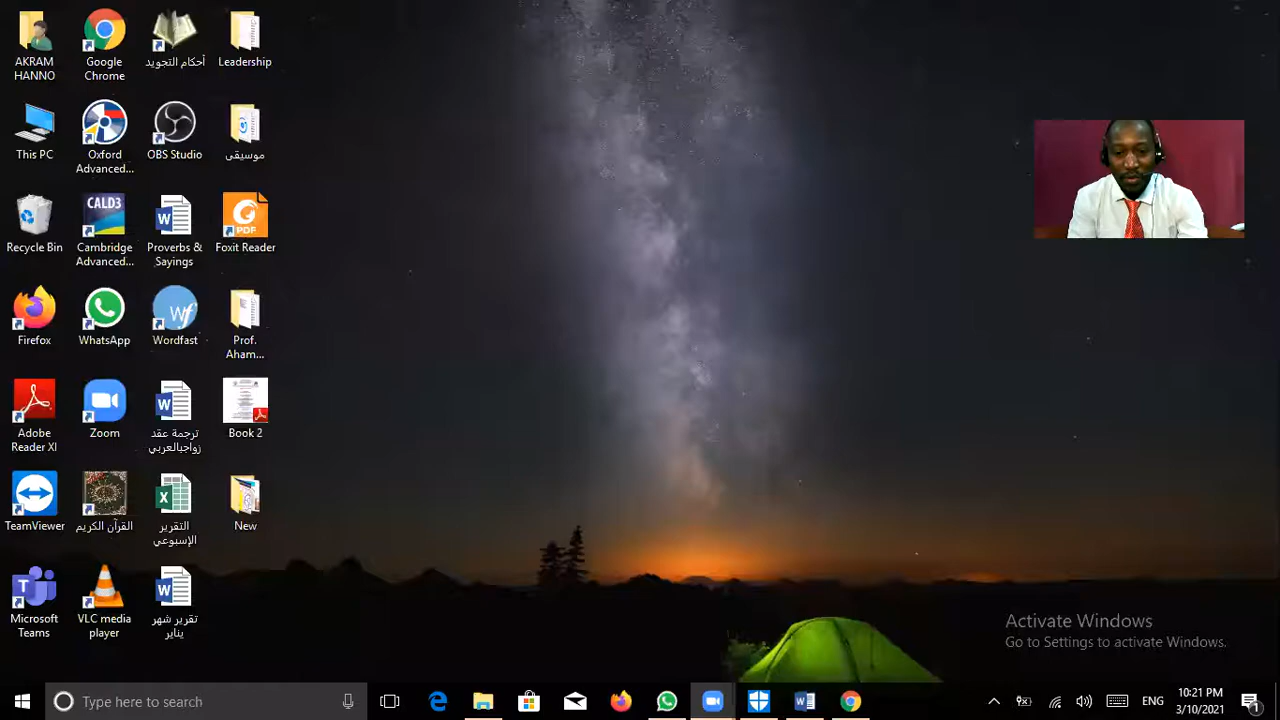 AKRAM
HANNO
Google
Chrome
أحكام التجويد
Leadership
This PC
Oxford
Advanced...
OBS Studio
موسيقى
Recycle Bin
CALD3
Cambridge
Advanced...
Proverbs &
Sayings
PDF
Foxit Reader
Firefox
WhatsApp
Wordfast
Prof.
Aham...
Adobe
Reader XI
Zoom
ترجمة عقد
زواجبالعربي
Book 2
TeamViewer
القرآن الكريم
التقرير
الإسبوعي
New
Microsoft
Teams
VLC media
player
تقرير شهر
يناير
Activate Windows
Go to Settings to activate Windows.
Type here to search
ENG
10:21 PM
3/10/2021
1